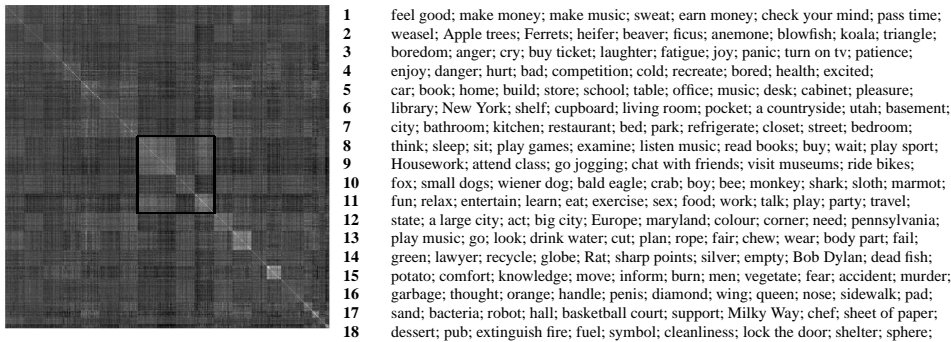 1 feel good; make money; make music; sweat; earn money; check your mind; pass time;
2 weasel; Apple trees; Ferrets; heifer; beaver; ficus; anemone; blowfish; koala; triangle;
3 boredom; anger; cry; buy ticket; laughter; fatigue; joy; panic; turn on tv; patience;
4 enjoy; danger; hurt; bad; competition; cold; recreate; bored; health; excited;
5 car; book; home; build; store; school; table; office; music; desk; cabinet; pleasure;
6 library; New York; shelf; cupboard; living room; pocket; a countryside; utah; basement;
7 city; bathroom; kitchen; restaurant; bed; park; refrigerate; closet; street; bedroom;
8 think; sleep; sit; play games; examine; listen music; read books; buy; wait; play sport;
9 Housework; attend class; go jogging; chat with friends; visit museums; ride bikes;
10 fox; small dogs; wiener dog; bald eagle; crab; boy; bee; monkey; shark; sloth; marmot;
11 fun; relax; entertain; learn; eat; exercise; sex; food; work; talk; play; party; travel;
12 state; a large city; act; big city; Europe; maryland; colour; corner; need; pennsylvania;
13 play music; go; look; drink water; cut; plan; rope; fair; chew; wear; body part; fail;
14 green; lawyer; recycle; globe; Rat; sharp points; silver; empty; Bob Dylan; dead fish;
15 potato; comfort; knowledge; move; inform; burn; men; vegetate; fear; accident; murder;
16 garbage; thought; orange; handle; penis; diamond; wing; queen; nose; sidewalk; pad;
17 sand; bacteria; robot; hall; basketball court; support; Milky Way; chef; sheet of paper;
18 dessert; pub; extinguish fire; fuel; symbol; cleanliness; lock the door; shelter; sphere;